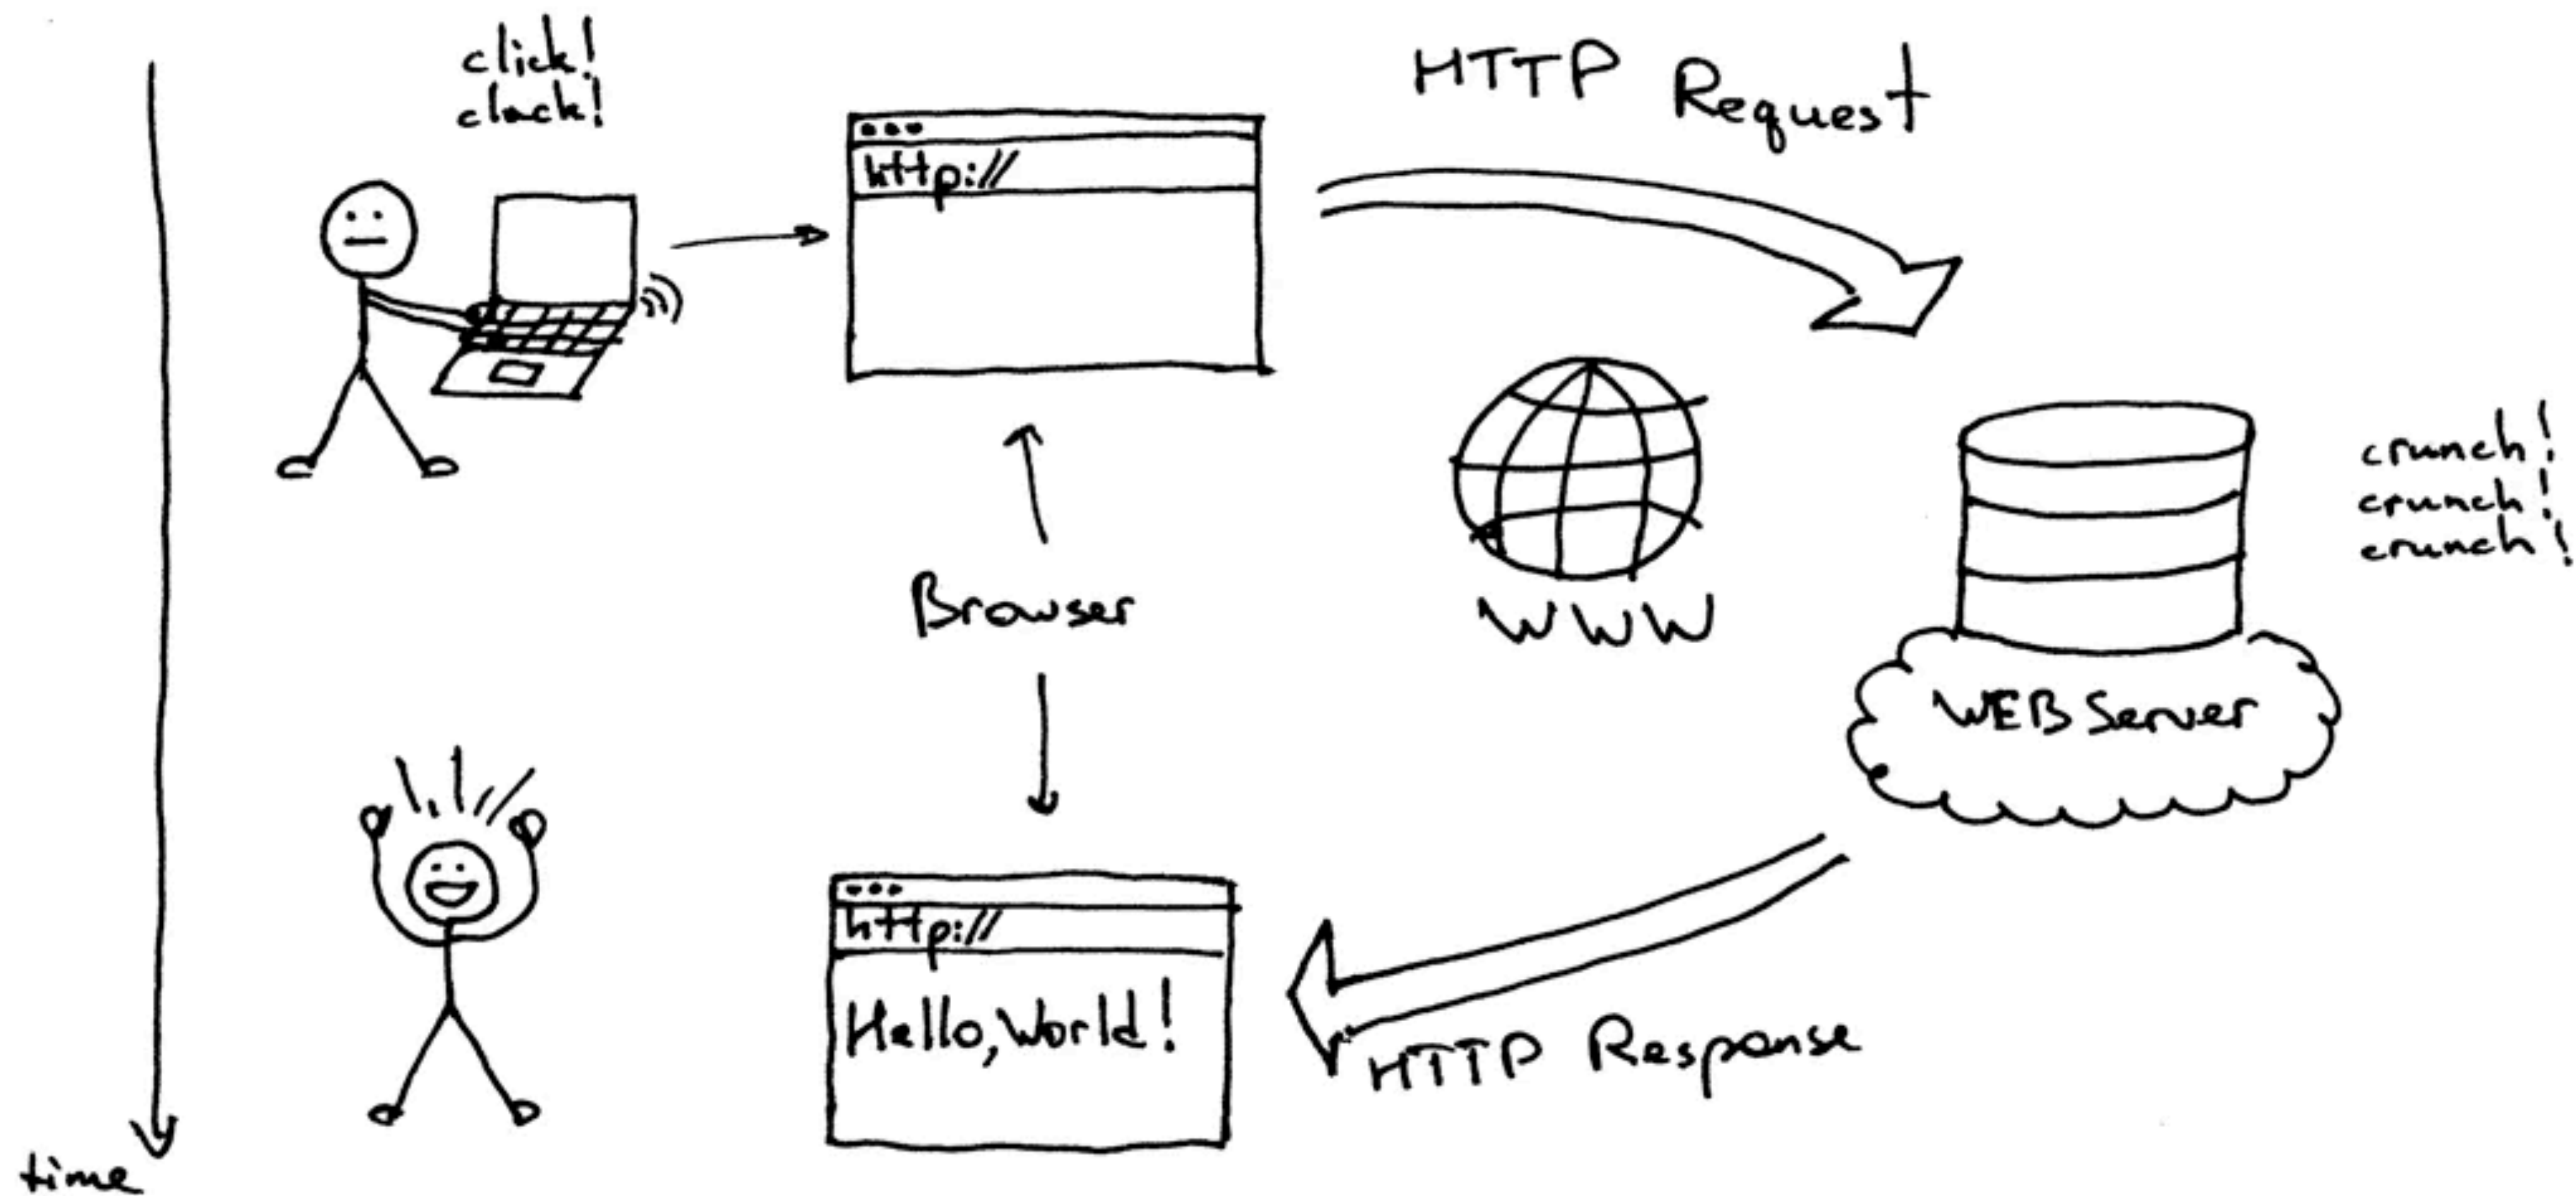 click!
clack!
HTTP Request
http://
crunch!
crunch!
crunch!
Browser
WWW
WEB Server
http://
Hello, World!
HTTP Response
time